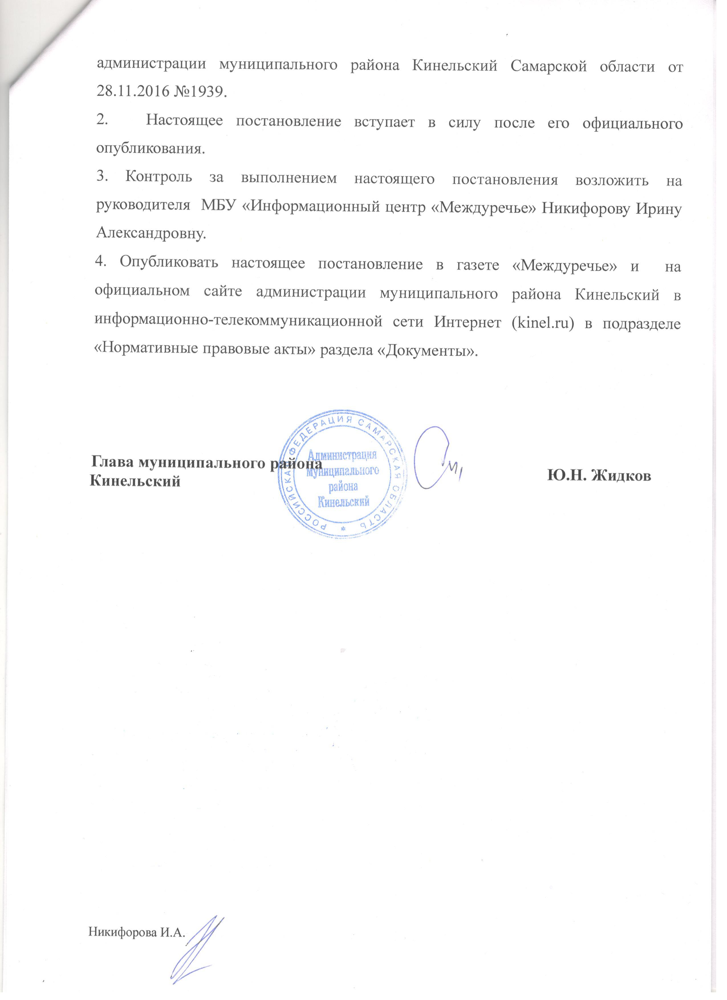 администрации муниципального района Кинельский Самарской области от
28.11.2016 №1939.
2. Настоящее постановление вступает в силу после его официального
опубликования.
3. Контроль за выполнением настоящего постановления возложить на
руководителя МБУ «Информационный центр «Междуречье» Никифорову Ирину
Александровну.
4. Опубликовать настоящее постановление в газете «Междуречье» и на
официальном сайте администрации муниципального района Кинельский в
информационно-телекоммуникационной сети Интернет (kinel.ru) в подразделе
«Нормативные правовые акты» раздела «Документы».
Глава муниципального района
Кинельский
Ю.Н. Жидков
РОССИЙСКАЯ ФЕДЕРАЦИЯ САМАРСКАЯ ОБЛАСТЬ *
Администрация
муниципального
района
Кинельский
Никифорова И.А.